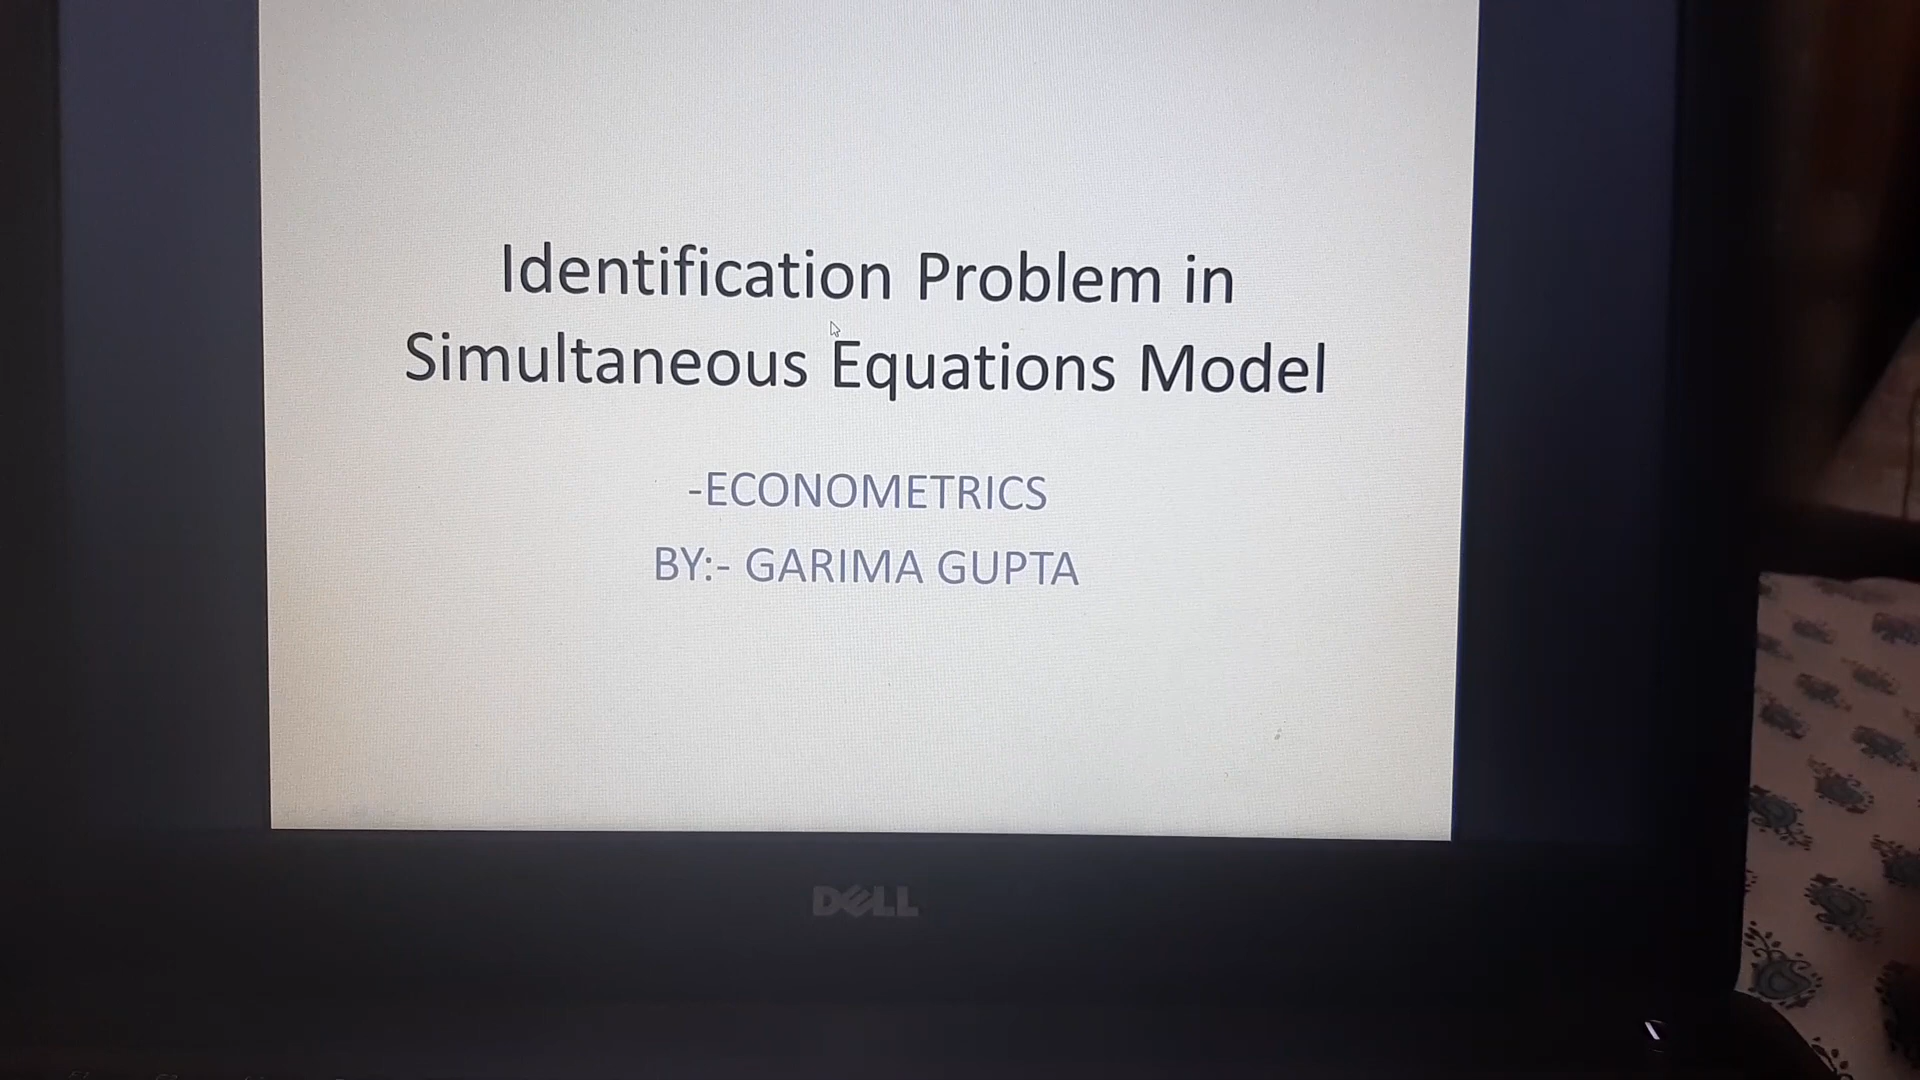 Identification Problem in
Simultaneous Equations Model
-ECONOMETRICS
BY:- GARIMA GUPTA
DELL